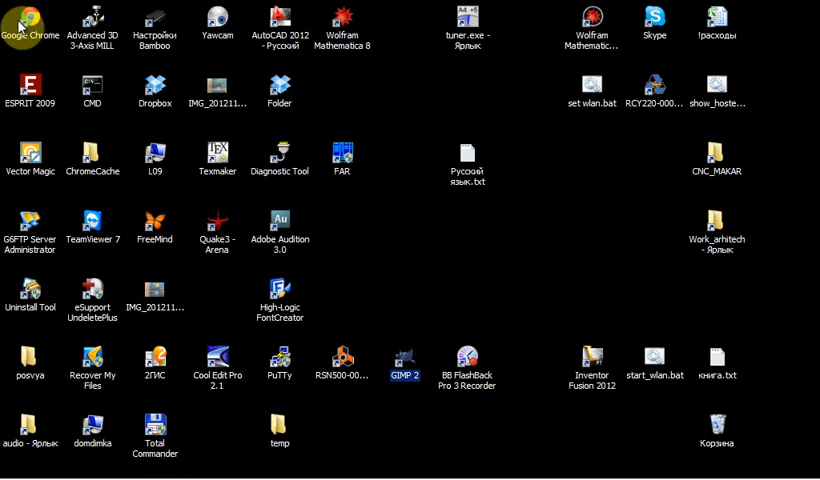 Google Chrome
Advanced 3D
3-Axis MILL
Настройки
Bamboo
Yawcam
AutoCAD 2012
- Русский
Wolfram
Mathematica 8
A4
tuner.exe -
Ярлык
Wolfram
Mathematic...
Skype
!расходы
ESPRIT 2009
CMD
Dropbox
IMG_201211...
Folder
set wlan.bat
RCY220-000...
show_hoste...
Vector Magic
ChromeCache
L09
TEX
Texmaker
Diagnostic Tool
FAR
Русский
язык.txt
CNC_MAKAR
G6FTP Server
Administrator
TeamViewer 7
FreeMind
Quake3 -
Arena
Au
Adobe Audition
3.0
Work_arhitech
- Ярлык
Uninstall Tool
eSupport
UndeletePlus
IMG_201211...
High-Logic
FontCreator
posvya
Recover My
Files
2ГИС
Cool Edit Pro
2.1
PuTTy
RSN500-00...
GIMP 2
BB FlashBack
Pro 3 Recorder
Inventor
Fusion 2012
start_wlan.bat
книга.txt
audio - Ярлык
domdimka
Total
Commander
temp
Корзина